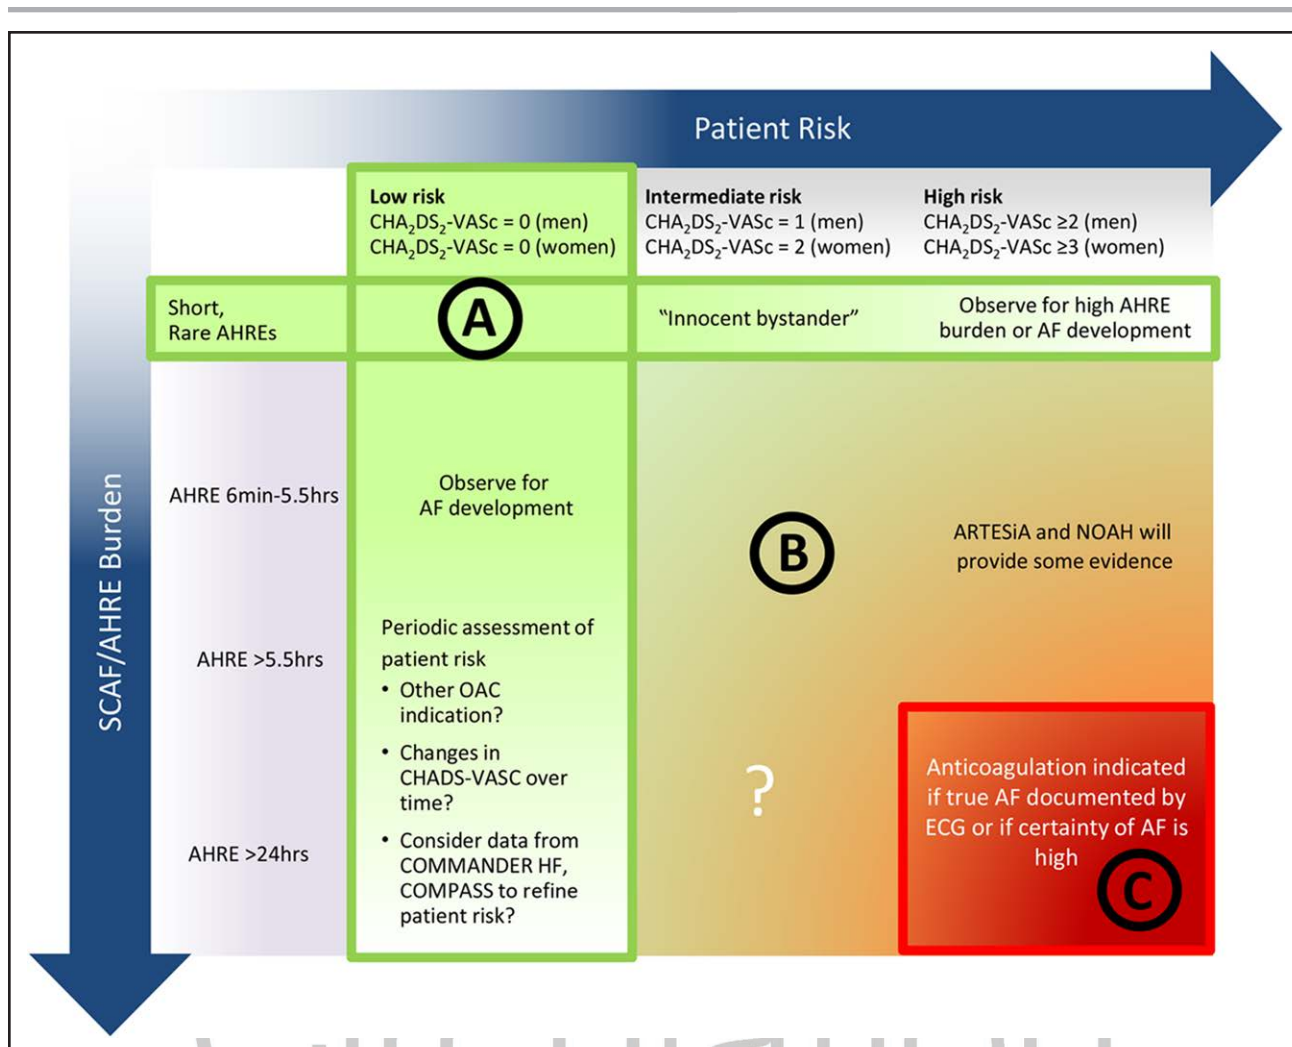 Patient Risk
Low risk
CHA₂DS₂-VASc = 0 (men)
CHA₂DS₂-VASc = 0 (women)
Intermediate risk
CHA₂DS₂-VASc = 1 (men)
CHA₂DS₂-VASc = 2 (women)
High risk
CHA₂DS₂-VASc ≥2 (men)
CHA₂DS₂-VASc ≥3 (women)
Short,
Rare AHREs
A
"Innocent bystander"
Observe for high AHRE
burden or AF development
SCAF/AHRE Burden
AHRE 6min-5.5hrs
Observe for
AF development
B
ARTESiA and NOAH will
provide some evidence
AHRE >5.5hrs
Periodic assessment of
patient risk
• Other OAC
indication?
• Changes in
CHADS-VASC over
time?
AHRE >24hrs
• Consider data from
COMMANDER HF,
COMPASS to refine
patient risk?
?
Anticoagulation indicated
if true AF documented by
ECG or if certainty of AF is
high
C